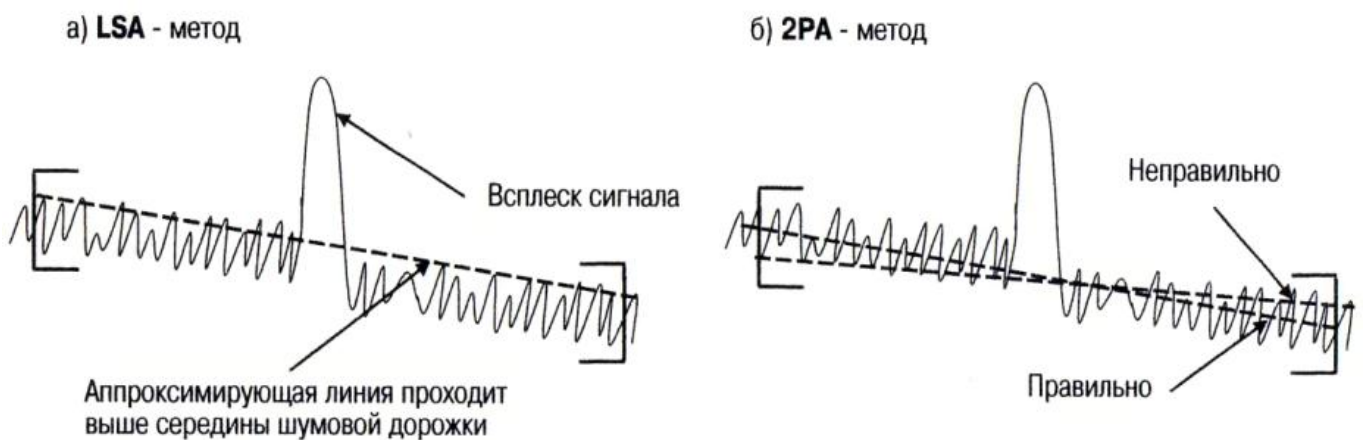 а) LSA - метод
б) 2PA - метод
Всплеск сигнала
Неправильно
Аппроксимирующая линия проходит
выше середины шумовой дорожки
Правильно